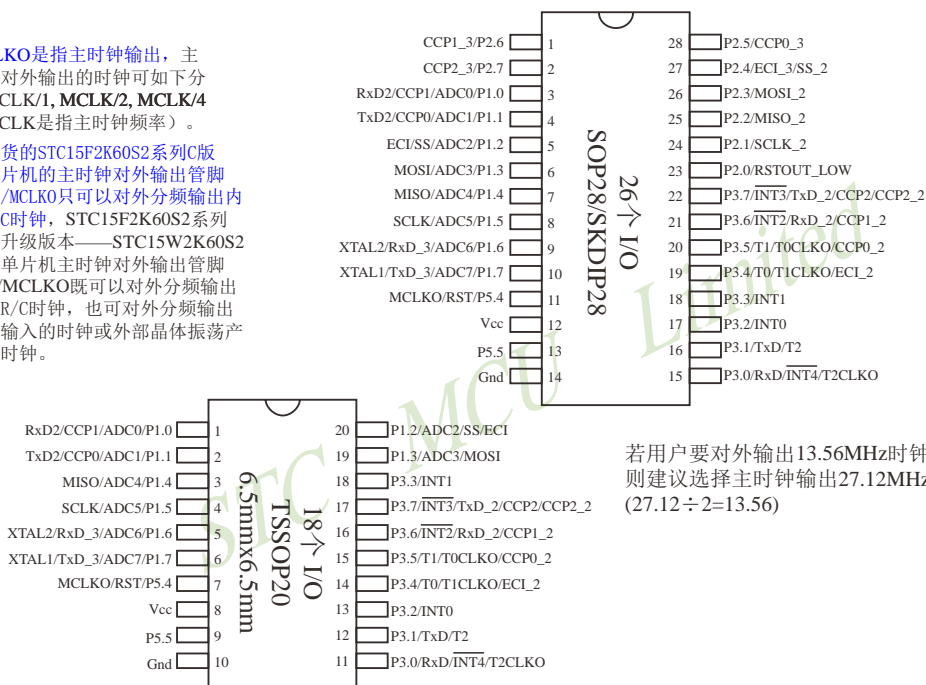 LKO是指主时钟输出，主
对外输出的时钟可如下分
CLK/1, MCLK/2, MCLK/4
CLK是指主时钟频率）。
货的STC15F2K60S2系列C版
片机的主时钟对外输出管脚
/MCLKO只可以对外分频输出内
C时钟，STC15F2K60S2系列
升级版本——STC15W2K60S2
单片机主时钟对外输出管脚
/MCLKO既可以对外分频输出
R/C时钟，也可对外分频输出
输入的时钟或外部晶体振荡产
时钟。
CCP1_3/P2.6 1 28 P2.5/CCP0_3
CCP2_3/P2.7 2 27 P2.4/ECI_3/SS_2
RxD2/CCP1/ADC0/P1.0 3 26 P2.3/MOSI_2
TxD2/CCP0/ADC1/P1.1 4 25 P2.2/MISO_2
ECI/SS/ADC2/P1.2 5 24 P2.1/SCLK_2
MOSI/ADC3/P1.3 6 23 P2.0/RSTOUT_LOW
MISO/ADC4/P1.4 7 22 P3.7/INT3/TxD_2/CCP2/CCP2_2
SCLK/ADC5/P1.5 8 21 P3.6/INT2/RxD_2/CCP1_2
XTAL2/RxD_3/ADC6/P1.6 9 20 P3.5/T1/T0CLKO/CCP0_2
XTAL1/TxD_3/ADC7/P1.7 10 19 P3.4/T0/T1CLKO/ECI_2
MCLKO/RST/P5.4 11 18 P3.3/INT1
Vcc 12 17 P3.2/INT0
P5.5 13 16 P3.1/TxD/T2
Gnd 14 15 P3.0/RxD/INT4/T2CLKO
26个 I/O
SOP28/SKDIP28
RxD2/CCP1/ADC0/P1.0 1 20 P1.2/ADC2/SS/ECI
TxD2/CCP0/ADC1/P1.1 2 19 P1.3/ADC3/MOSI
MISO/ADC4/P1.4 3 18 P3.3/INT1
SCLK/ADC5/P1.5 4 17 P3.7/INT3/TxD_2/CCP2/CCP2_2
XTAL2/RxD_3/ADC6/P1.6 5 16 P3.6/INT2/RxD_2/CCP1_2
XTAL1/TxD_3/ADC7/P1.7 6 15 P3.5/T1/T0CLKO/CCP0_2
MCLKO/RST/P5.4 7 14 P3.4/T0/T1CLKO/ECI_2
Vcc 8 13 P3.2/INT0
P5.5 9 12 P3.1/TxD/T2
Gnd 10 11 P3.0/RxD/INT4/T2CLKO
18个 I/O
TSSOP20
6.5mmx6.5mm
若用户要对外输出13.56MHz时钟
则建议选择主时钟输出27.12MHz
(27.12÷2=13.56)
STC MCU Limited